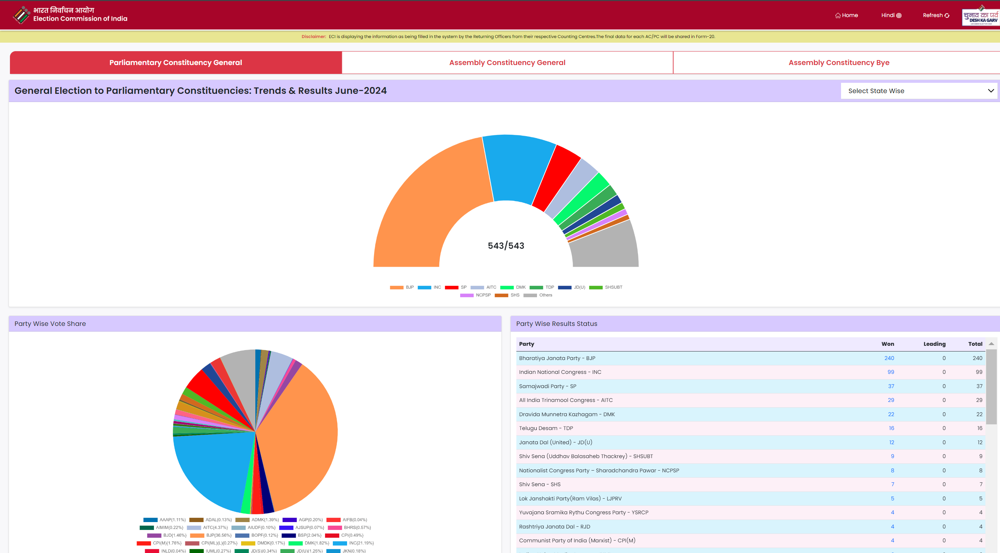 भारत निर्वाचन आयोग
Election Commission of India
Home
Hindi
Refresh
चुनाव का पर्व
DESH KA GARV
LOK SABHA ELECTION 2024
Disclaimer: ECI is displaying the information as being filled in the system by the Returning Officers from their respective Counting Centres.The final data for each AC/PC will be shared in Form-20.
Parliamentary Constituency General
Assembly Constituency General
Assembly Constituency Bye
General Election to Parliamentary Constituencies: Trends & Results June-2024
Select State Wise
543/543
BJP INC SP AITC DMK TDP JD(U) SHSUBT
NCPSP SHS Others
Party Wise Vote Share
AAAP{1.11%} ADAL{0.13%} ADMK{1.39%} AGP{0.20%} AIFB{0.04%}
AIMIM{0.22%} AITC{4.37%} AIUDF{0.10%} AJSUP{0.07%} BHRS{0.57%}
BJD{1.46%} BJP{36.56%} BOPF{0.12%} BSP{2.04%} CPI{0.49%}
CPI(M){1.76%} CPI(ML)(L){0.27%} DMDK{0.17%} DMK{1.82%} INC{21.19%}
INLD{0.04%} IUML{0.27%} JD(S){0.34%} JD(U){1.25%} JKN{0.18%}
Party Wise Results Status
Party Won Leading Total
Bharatiya Janata Party - BJP 240 0 240
Indian National Congress - INC 99 0 99
Samajwadi Party - SP 37 0 37
All India Trinamool Congress - AITC 29 0 29
Dravida Munnetra Kazhagam - DMK 22 0 22
Telugu Desam - TDP 16 0 16
Janata Dal (United) - JD(U) 12 0 12
Shiv Sena (Uddhav Balasaheb Thackrey) - SHSUBT 9 0 9
Nationalist Congress Party – Sharadchandra Pawar - NCPSP 8 0 8
Shiv Sena - SHS 7 0 7
Lok Janshakti Party(Ram Vilas) - LJPRV 5 0 5
Yuvajana Sramika Rythu Congress Party - YSRCP 4 0 4
Rashtriya Janata Dal - RJD 4 0 4
Communist Party of India (Marxist) - CPI(M) 4 0 4